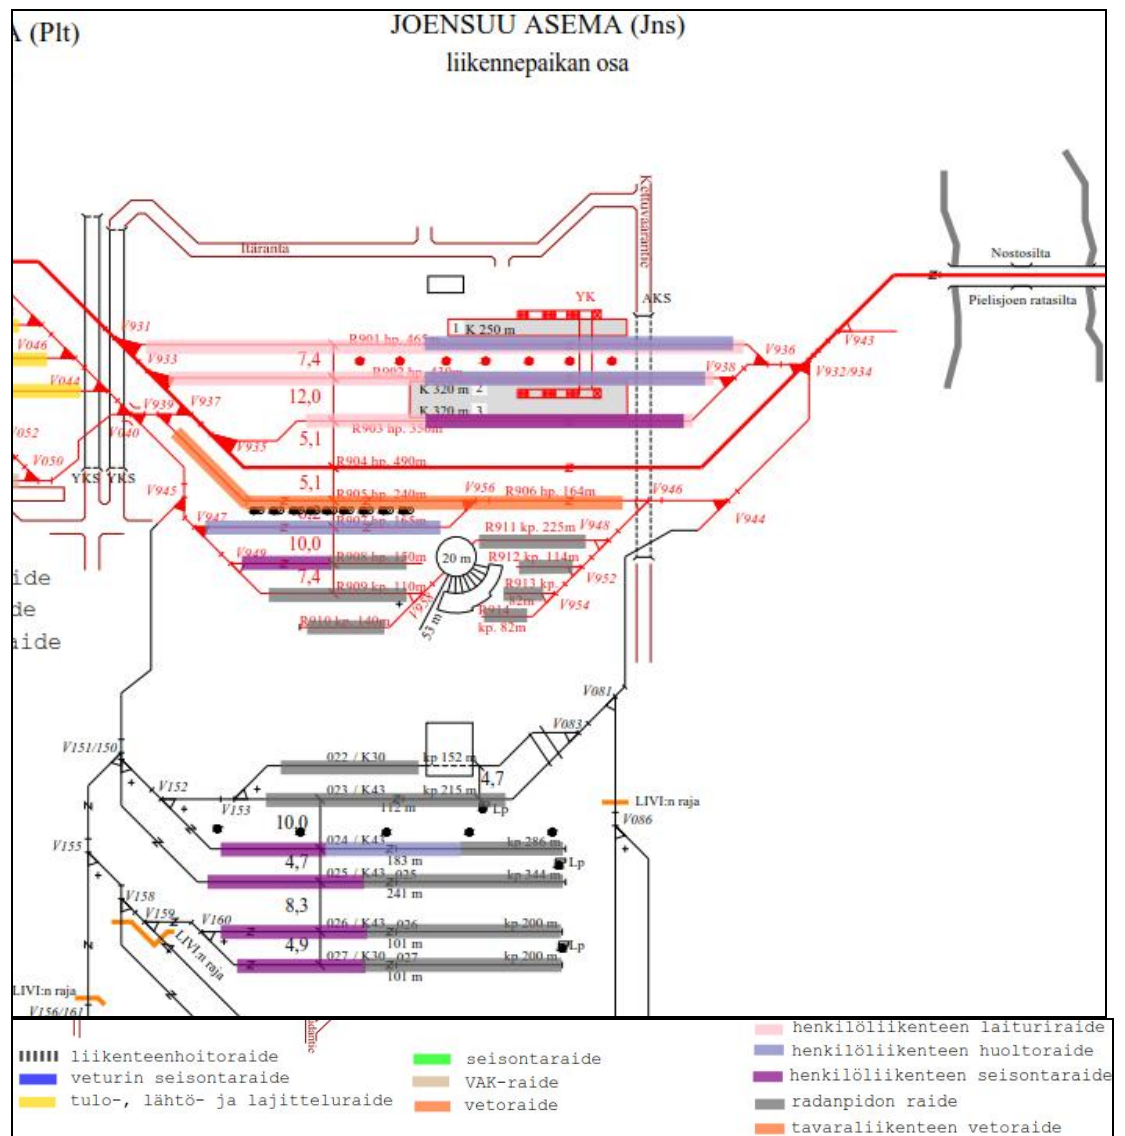 A (Plt)
JOENSUU ASEMA (Jns)
liikennepaikan osa
Itäranta
Kettuvaarantie
Nostosilta
Pielisjoen ratasilta
YK
AKS
1 K 250 m
V931
V046
V933
R901 hp. 465m
7,4
V936
V943
V938
V932/934
V044
12,0
K 320 m 2
V939
V937
K 320 m 3
R903 hp. 350m
V052
V040
5,1
V935
V050
R904 hp. 490m
YKS
YKS
5,1
V945
R905 hp. 240m
V956
R906 hp. 164m
V946
V944
V947
R907 hp. 165m
R911 kp. 225m
V948
10,0
V949
R908 hp. 150m
20 m
R912 kp. 114m
7,4
V952
R909 kp. 110m
R913 kp.
82m
V954
V953
R914
kp. 82m
R910 kp. 140m
53 m
ide
de
aide
V081
V083
V151/150
022 / K30
kp 152 m
4,7
V152
023 / K43
kp 215 m
112 m
Lp
V153
LIVI:n raja
10,0
V086
024 / K43
kp 286 m
V155
4,7
183 m
Lp
025 / K43
025
kp 344 m
241 m
8,3
V158
V159
V160
026 / K43
026
kp 200 m
101 m
4,9
Lp
LIVI:n raja
027 / K30
027
kp 200 m
101 m
LIVI:n raja
V156/161
liikenteenhoitoraide
veturin seisontaraide
tulo-, lähtö- ja lajitteluraide
seisontaraide
VAK-raide
vetoraide
henkilöliikenteen laituriraide
henkilöliikenteen huoltoraide
henkilöliikenteen seisontaraide
radanpidon raide
tavaraliikenteen vetoraide